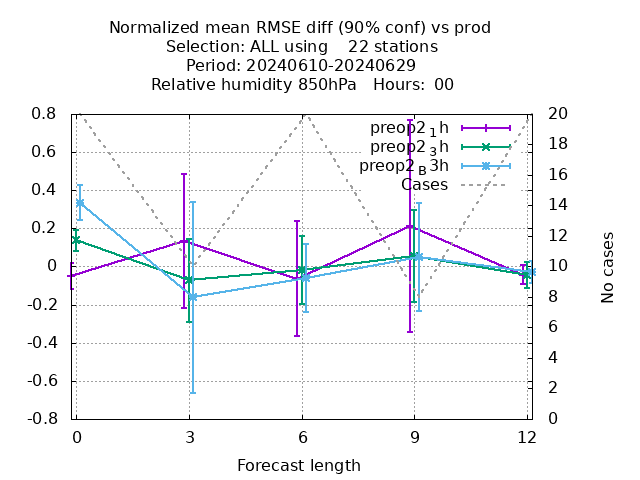 Normalized mean RMSE diff (90% conf) vs prod
Selection: ALL using    22 stations
Period: 20240610-20240629
Relative humidity 850hPa   Hours:  00
0.8
0.6
0.4
0.2
0
-0.2
-0.4
-0.6
-0.8
preop2_1h
preop2_3h
preop2_B3h
Cases
20
18
16
14
12
10
8
6
4
2
0
No cases
0
3
6
9
12
Forecast length